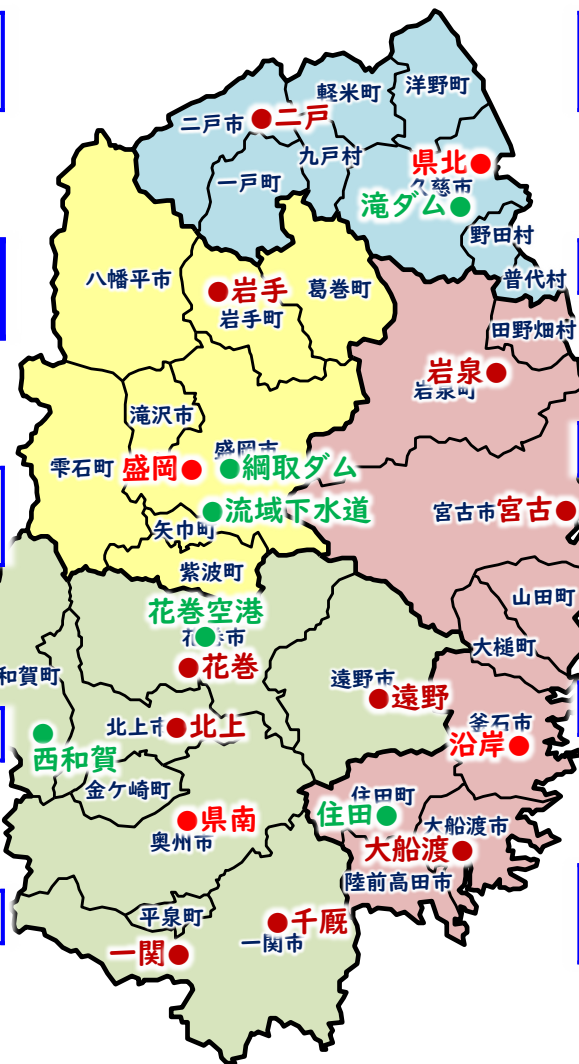 軽米町
洋野町
二戸市
二戸
九戸村
県北
久慈市
一戸町
滝ダム
野田村
普代村
八幡平市
岩手
葛巻町
岩手町
田野畑村
岩泉
岩泉町
滝沢市
盛岡市
雫石町
盛岡
綱取ダム
宮古市
宮古
流域下水道
矢巾町
紫波町
山田町
花巻空港
花巻市
大槌町
花巻
和賀町
遠野市
遠野
北上市
北上
釜石市
沿岸
西和賀
金ケ崎町
住田町
住田
大船渡市
県南
奥州市
大船渡
陸前高田市
平泉町
千厩
一関市
一関